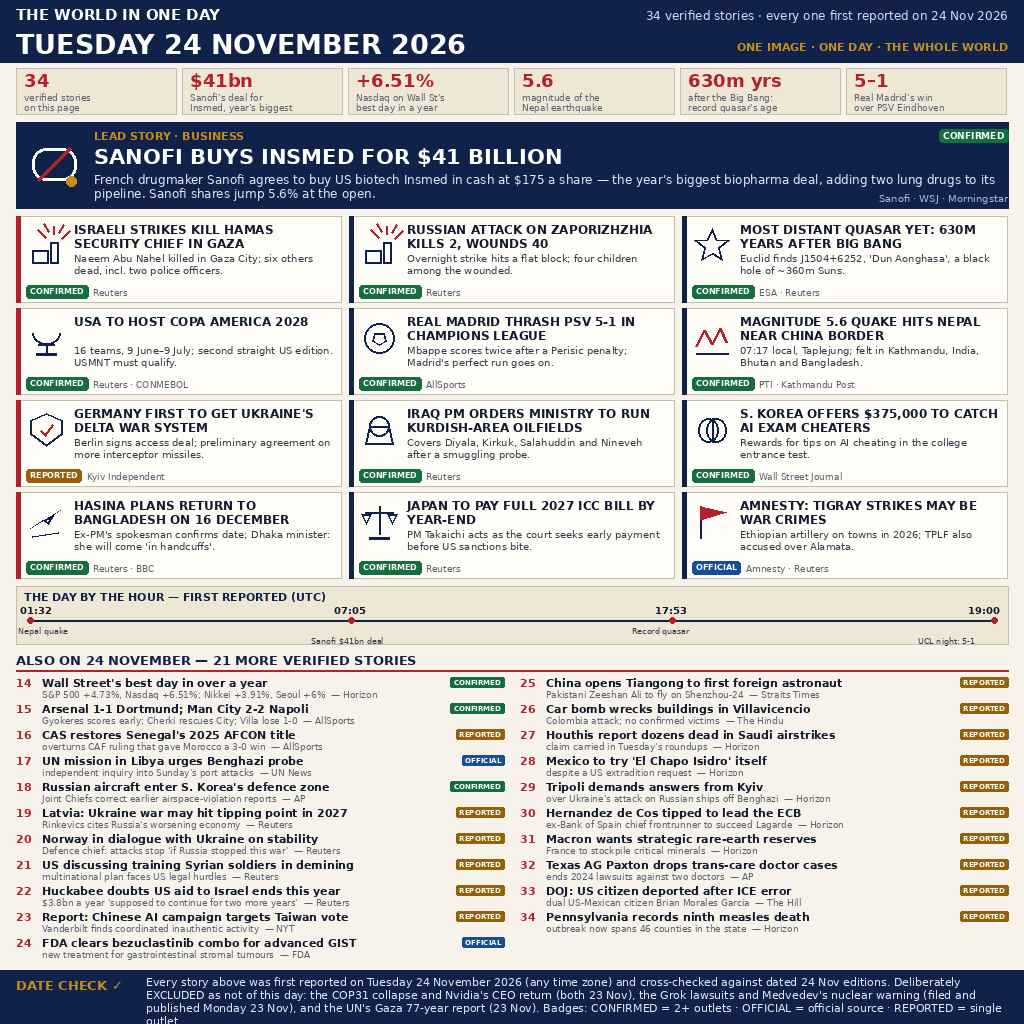 THE WORLD IN ONE DAY
34 verified stories · every one first reported on 24 Nov 2026
TUESDAY 24 NOVEMBER 2026
ONE IMAGE · ONE DAY · THE WHOLE WORLD
34
verified stories
on this page
$41bn
Sanofi's deal for
Insmed, year's biggest
+6.51%
Nasdaq on Wall St's
best day in a year
5.6
magnitude of the
Nepal earthquake
630m yrs
after the Big Bang:
record quasar's age
5–1
Real Madrid's win
over PSV Eindhoven
LEAD STORY · BUSINESS
CONFIRMED
SANOFI BUYS INSMED FOR $41 BILLION
French drugmaker Sanofi agrees to buy US biotech Insmed in cash at $175 a share — the year's biggest biopharma deal, adding two lung drugs to its
pipeline. Sanofi shares jump 5.6% at the open.
Sanofi · WSJ · Morningstar
ISRAELI STRIKES KILL HAMAS
SECURITY CHIEF IN GAZA
Naeem Abu Nahel killed in Gaza City; six others
dead, incl. two police officers.
CONFIRMED Reuters
RUSSIAN ATTACK ON ZAPORIZHZHIA
KILLS 2, WOUNDS 40
Overnight strike hits a flat block; four children
among the wounded.
CONFIRMED Reuters
MOST DISTANT QUASAR YET: 630M
YEARS AFTER BIG BANG
Euclid finds J1504+6252, 'Dun Aonghasa', a black
hole of ~360m Suns.
CONFIRMED ESA · Reuters
USA TO HOST COPA AMERICA 2028
16 teams, 9 June–9 July; second straight US edition.
USMNT must qualify.
CONFIRMED Reuters · CONMEBOL
REAL MADRID THRASH PSV 5-1 IN
CHAMPIONS LEAGUE
Mbappe scores twice after a Perisic penalty;
Madrid's perfect run goes on.
CONFIRMED AllSports
MAGNITUDE 5.6 QUAKE HITS NEPAL
NEAR CHINA BORDER
07:17 local, Taplejung; felt in Kathmandu, India,
Bhutan and Bangladesh.
CONFIRMED PTI · Kathmandu Post
GERMANY FIRST TO GET UKRAINE'S
DELTA WAR SYSTEM
Berlin signs access deal; preliminary agreement on
more interceptor missiles.
REPORTED Kyiv Independent
IRAQ PM ORDERS MINISTRY TO RUN
KURDISH-AREA OILFIELDS
Covers Diyala, Kirkuk, Salahuddin and Nineveh
after a smuggling probe.
CONFIRMED Reuters
S. KOREA OFFERS $375,000 TO CATCH
AI EXAM CHEATERS
Rewards for tips on AI cheating in the college
entrance test.
CONFIRMED Wall Street Journal
HASINA PLANS RETURN TO
BANGLADESH ON 16 DECEMBER
Ex-PM's spokesman confirms date; Dhaka minister:
she will come 'in handcuffs'.
CONFIRMED Reuters · BBC
JAPAN TO PAY FULL 2027 ICC BILL BY
YEAR-END
PM Takaichi acts as the court seeks early payment
before US sanctions bite.
CONFIRMED Reuters
AMNESTY: TIGRAY STRIKES MAY BE
WAR CRIMES
Ethiopian artillery on towns in 2026; TPLF also
accused over Alamata.
OFFICIAL Amnesty · Reuters
THE DAY BY THE HOUR — FIRST REPORTED (UTC)
01:32 07:05 17:53 19:00
Nepal quake Record quasar
Sanofi $41bn deal UCL night: 5-1
ALSO ON 24 NOVEMBER — 21 MORE VERIFIED STORIES
14 Wall Street's best day in over a year CONFIRMED
S&P 500 +4.73%, Nasdaq +6.51%; Nikkei +3.91%, Seoul +6% — Horizon
15 Arsenal 1-1 Dortmund; Man City 2-2 Napoli CONFIRMED
Gyokeres scores early; Cherki rescues City; Villa lose 1-0 — AllSports
16 CAS restores Senegal's 2025 AFCON title REPORTED
overturns CAF ruling that gave Morocco a 3-0 win — AllSports
17 UN mission in Libya urges Benghazi probe OFFICIAL
independent inquiry into Sunday's port attacks — UN News
18 Russian aircraft enter S. Korea's defence zone CONFIRMED
Joint Chiefs correct earlier airspace-violation reports — AP
19 Latvia: Ukraine war may hit tipping point in 2027 REPORTED
Rinkevics cites Russia's worsening economy — Reuters
20 Norway in dialogue with Ukraine on stability REPORTED
Defence chief: attacks stop 'if Russia stopped this war' — Reuters
21 US discussing training Syrian soldiers in demining REPORTED
multinational plan faces US legal hurdles — Reuters
22 Huckabee doubts US aid to Israel ends this year REPORTED
$3.8bn a year 'supposed to continue for two more years' — Reuters
23 Report: Chinese AI campaign targets Taiwan vote REPORTED
Vanderbilt finds coordinated inauthentic activity — NYT
24 FDA clears bezuclastinib combo for advanced GIST OFFICIAL
new treatment for gastrointestinal stromal tumours — FDA
25 China opens Tiangong to first foreign astronaut REPORTED
Pakistani Zeeshan Ali to fly on Shenzhou-24 — Straits Times
26 Car bomb wrecks buildings in Villavicencio REPORTED
Colombia attack; no confirmed victims — The Hindu
27 Houthis report dozens dead in Saudi airstrikes REPORTED
claim carried in Tuesday's roundups — Horizon
28 Mexico to try 'El Chapo Isidro' itself REPORTED
despite a US extradition request — Horizon
29 Tripoli demands answers from Kyiv REPORTED
over Ukraine's attack on Russian ships off Benghazi — Horizon
30 Hernandez de Cos tipped to lead the ECB REPORTED
ex-Bank of Spain chief frontrunner to succeed Lagarde — Horizon
31 Macron wants strategic rare-earth reserves REPORTED
France to stockpile critical minerals — Horizon
32 Texas AG Paxton drops trans-care doctor cases REPORTED
ends 2024 lawsuits against two doctors — AP
33 DOJ: US citizen deported after ICE error REPORTED
dual US-Mexican citizen Brian Morales Garcia — The Hill
34 Pennsylvania records ninth measles death REPORTED
outbreak now spans 46 counties in the state — Horizon
DATE CHECK ✓
Every story above was first reported on Tuesday 24 November 2026 (any time zone) and cross-checked against dated 24 Nov editions. Deliberately
EXCLUDED as not of this day: the COP31 collapse and Nvidia's CEO return (both 23 Nov), the Grok lawsuits and Medvedev's nuclear warning (filed and
published Monday 23 Nov), and the UN's Gaza 77-year report (23 Nov). Badges: CONFIRMED = 2+ outlets · OFFICIAL = official source · REPORTED = single
outlet